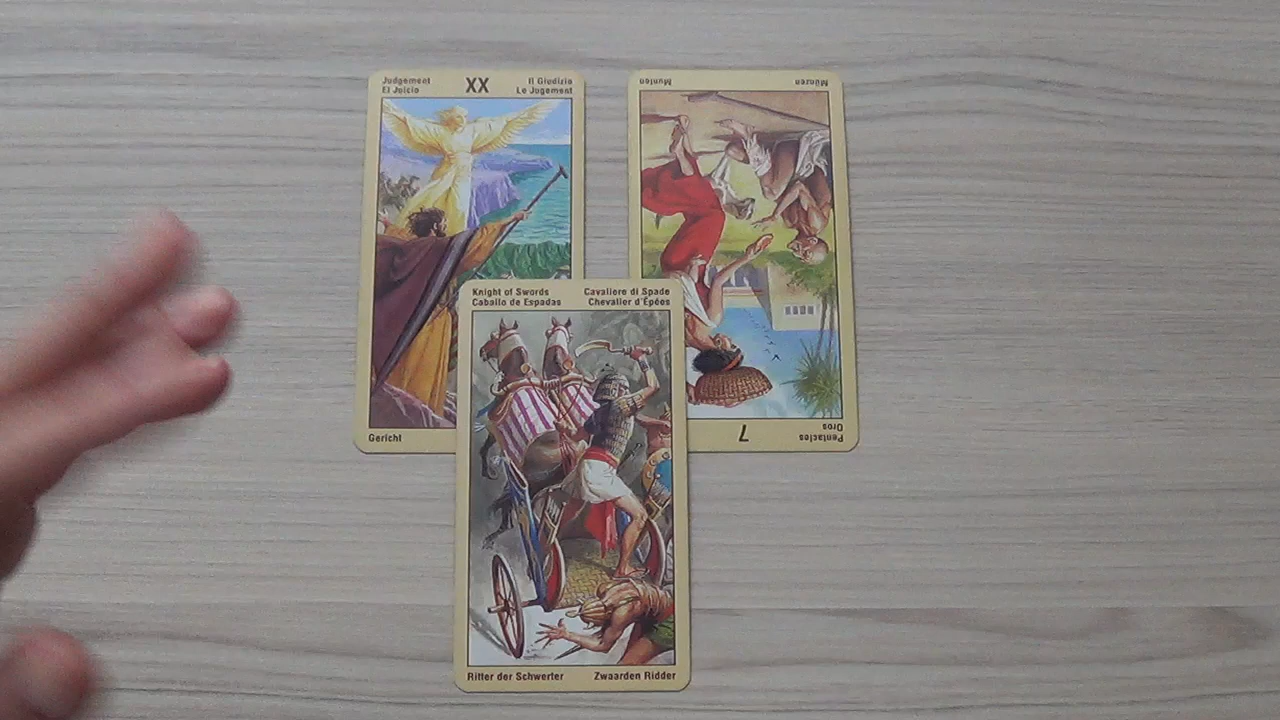 Judgement XX Il Giudizio
El Juicio Le Jugement
Gericht
Munten Münzen
7 Pentacles
Oros
Knight of Swords Cavaliere di Spade
Caballo de Espadas Chevalier d'Épées
Ritter der Schwerter Zwaarden Ridder